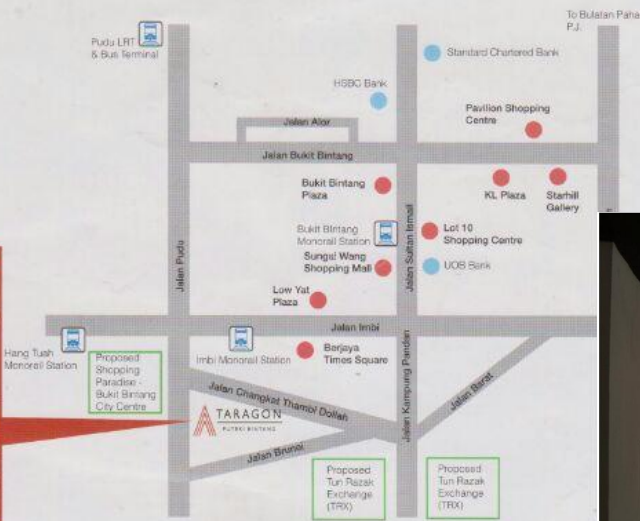 To Bulatan Paha
P.J.
Pudu LRT
& Bus Terminal
Standard Chartered Bank
HSBC Bank
Pavilion Shopping
Centre
Jalan Alor
Jalan Bukit Bintang
Bukit Bintang
Plaza
KL Plaza
Starhill
Gallery
Jalan Pudu
Jalan Sultan Ismail
Bukit Bintang
Monorail Station
Lot 10
Shopping Centre
Sungai Wang
Shopping Mall
UOB Bank
Low Yat
Plaza
Jalan Imbi
Hang Tuah
Monorail Station
Proposed
Shopping
Paradise -
Bukit Bintang
City Centre
Imbi Monorail Station
Berjaya
Times Square
Jalan Kampung Pandan
Jalan Barat
Jalan Changkat Thambi Dollah
TARAGON
PUTERI BINTANG
Jalan Brunei
Proposed
Tun Razak
Exchange
(TRX)
Proposed
Tun Razak
Exchange
(TRX)